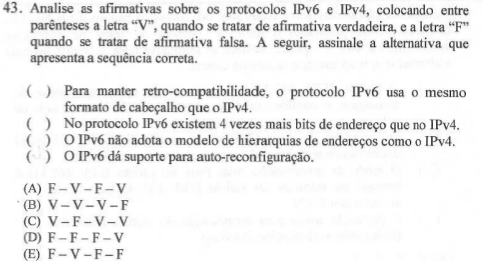 43. Analise as afirmativas sobre os protocolos IPv6 e IPv4, colocando entre
parênteses a letra “V”, quando se tratar de afirmativa verdadeira, e a letra “F”
quando se tratar de afirmativa falsa. A seguir, assinale a alternativa que
apresenta a sequência correta.
( ) Para manter retro-compatibilidade, o protocolo IPv6 usa o mesmo
formato de cabeçalho que o IPv4.
( ) No protocolo IPv6 existem 4 vezes mais bits de endereço que no IPv4.
( ) O IPv6 não adota o modelo de hierarquias de endereços como o IPv4.
( ) O IPv6 dá suporte para auto-reconfiguração.
(A) F – V – F – V
(B) V – V – V – F
(C) V – F – V – V
(D) F – F – F – V
(E) F – V – F – F